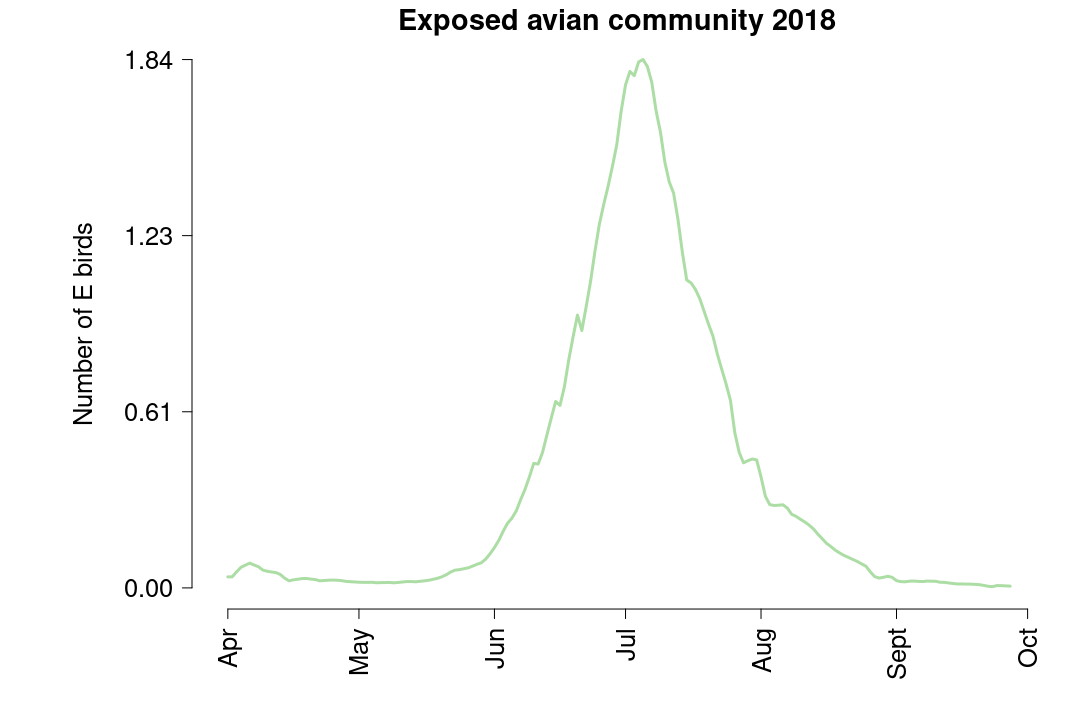 Exposed avian community 2018
Number of E birds
1.84
1.23
0.61
0.00
Apr
May
Jun
Jul
Aug
Sept
Oct